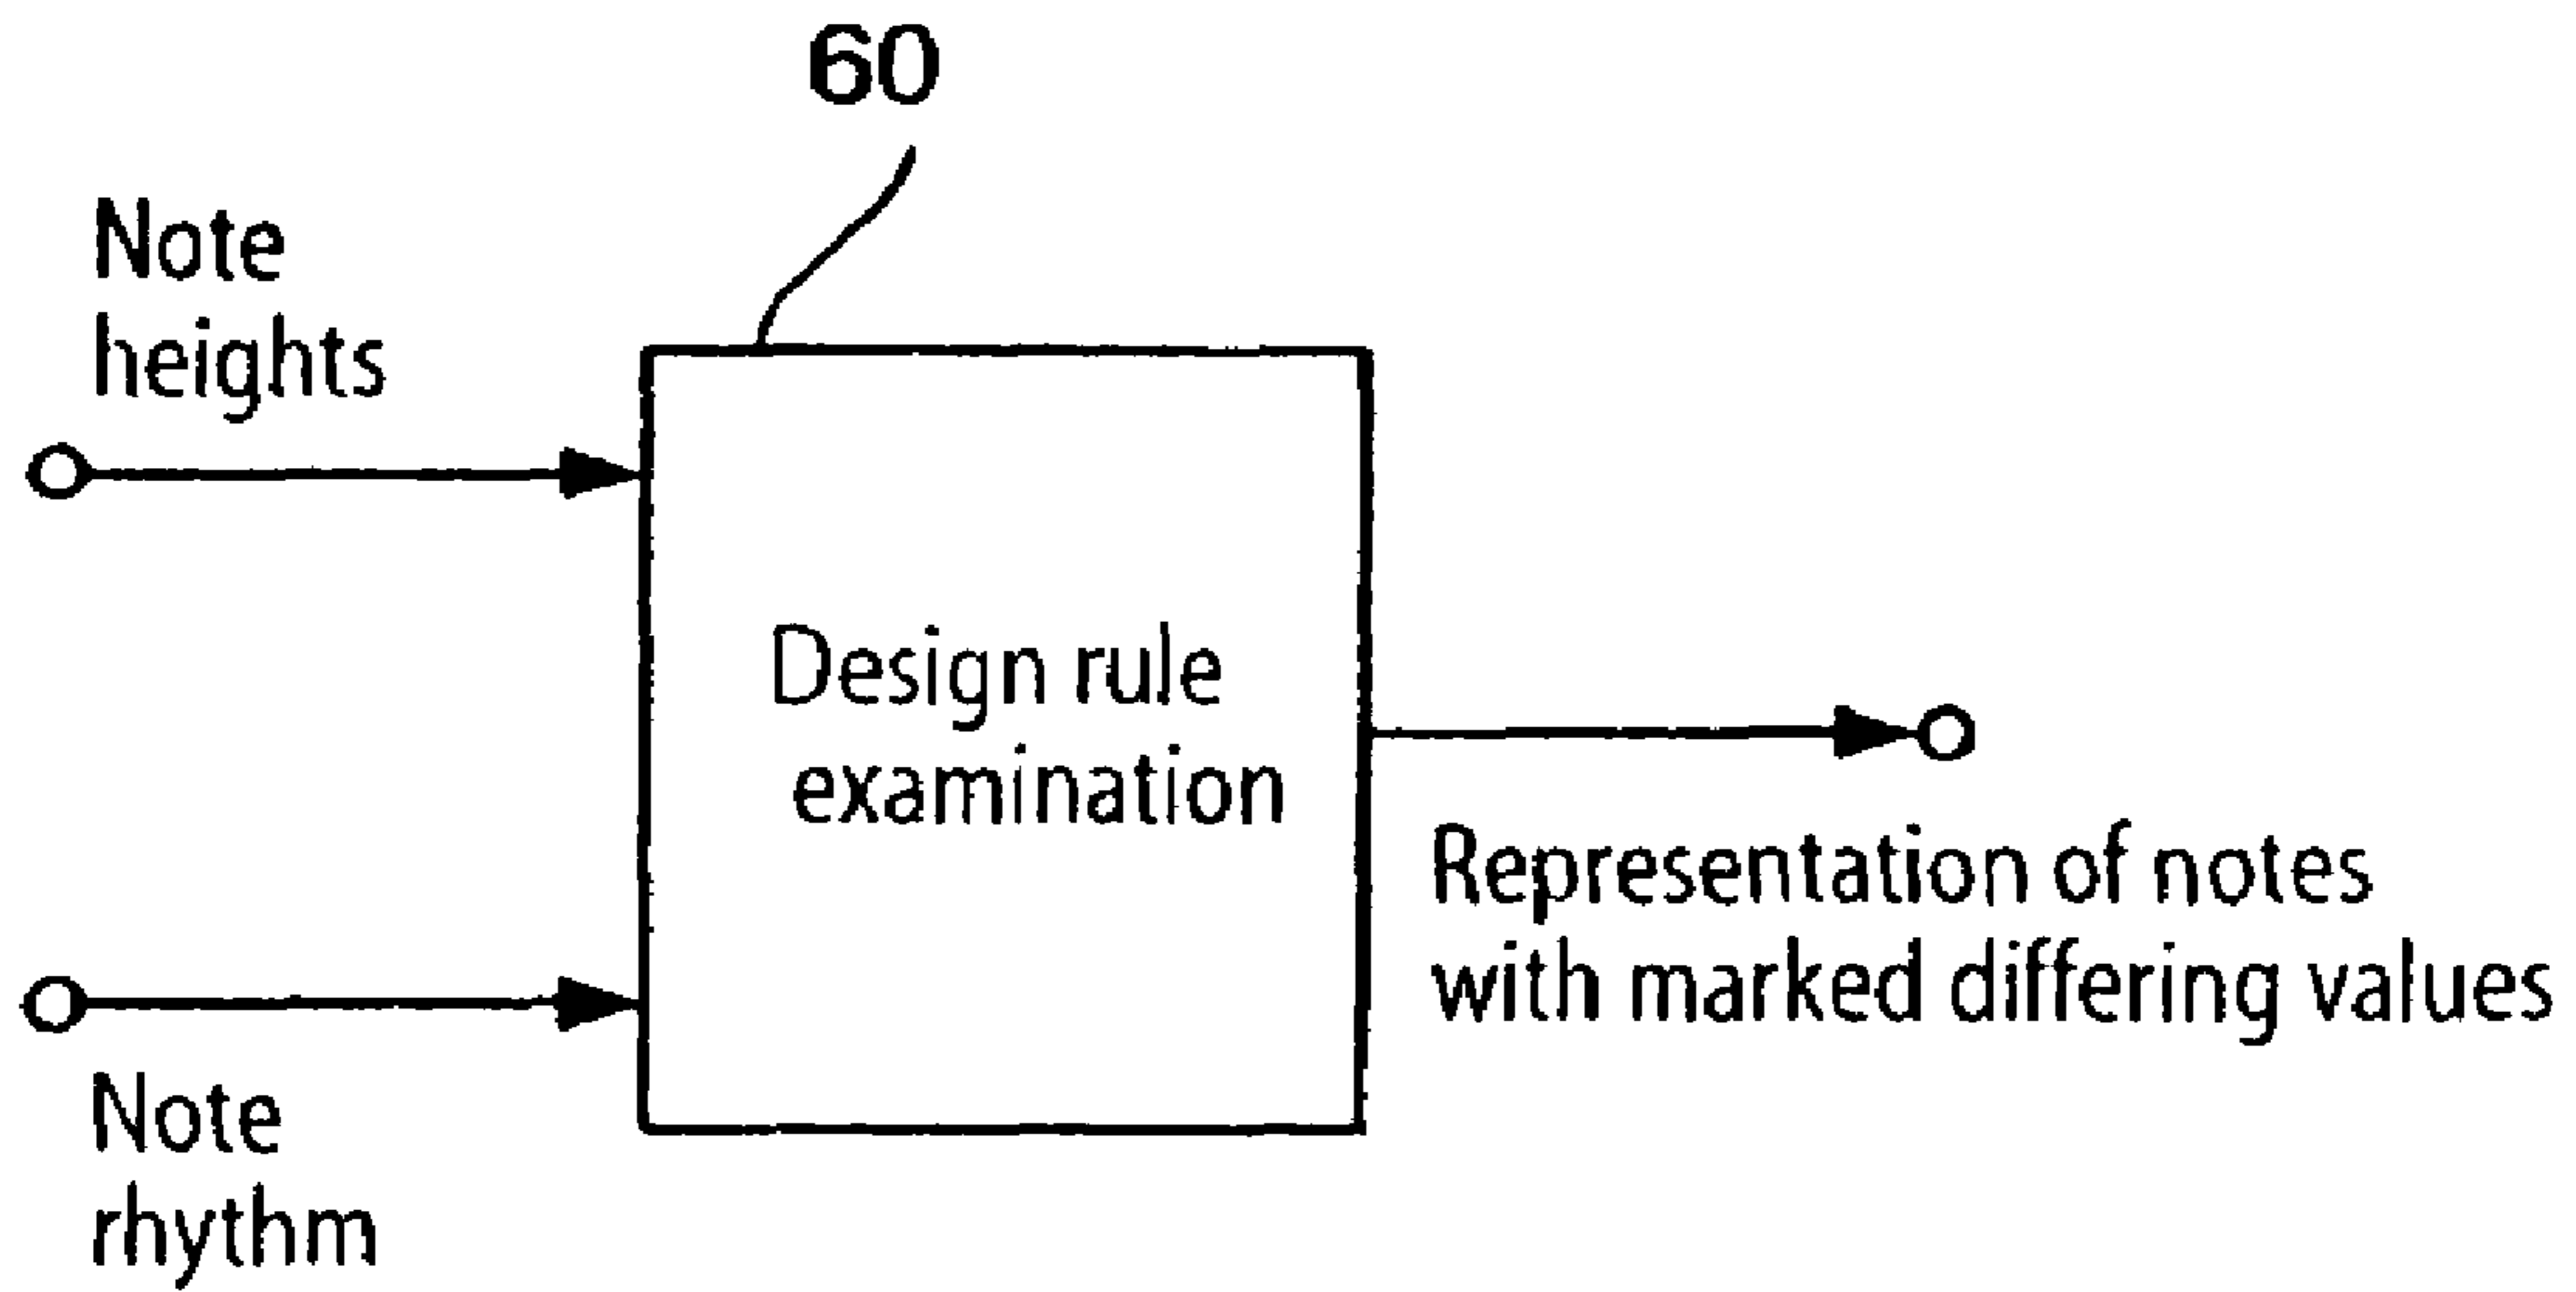 60
Note
heights
Design rule
examination
Representation of notes
with marked differing values
Note
rhythm